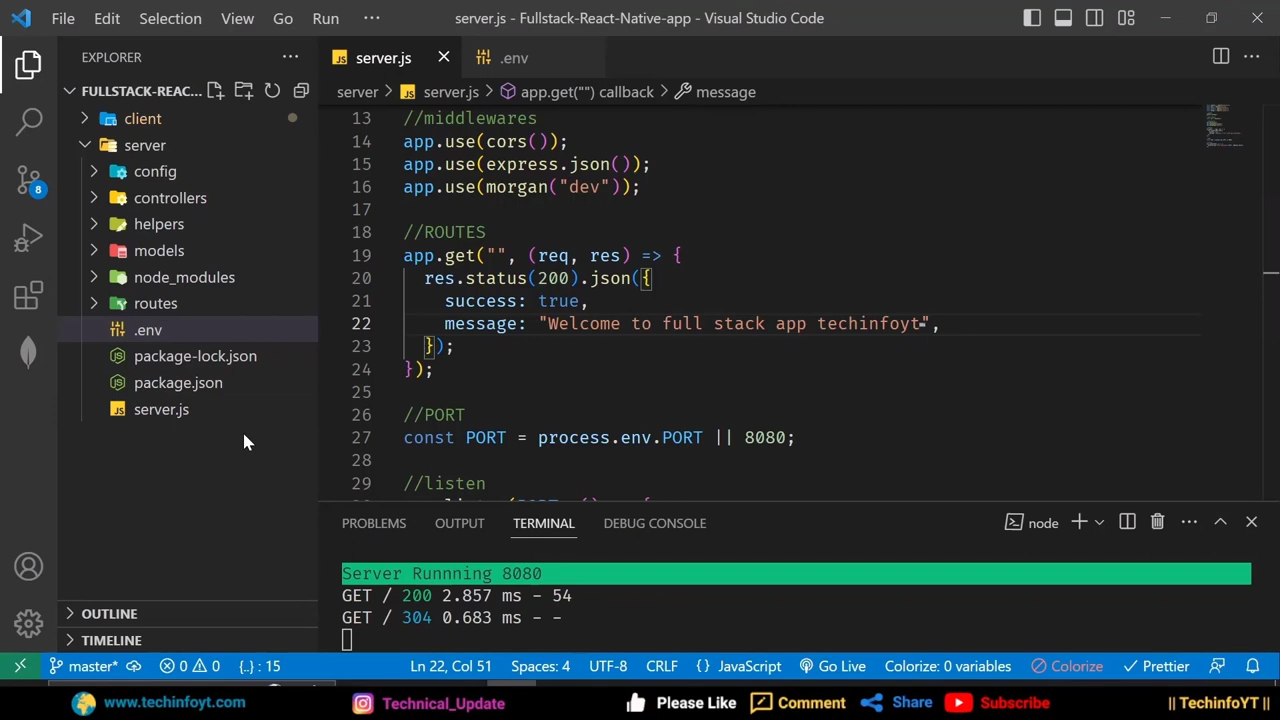 File Edit Selection View Go Run ··· server.js - Fullstack-React-Native-app - Visual Studio Code
EXPLORER
FULLSTACK-REAC...
client
server
config
controllers
helpers
models
node_modules
routes
.env
package-lock.json
package.json
server.js
OUTLINE
TIMELINE
8
server.js .env
server > server.js > app.get("") callback > message
13 //middlewares
14 app.use(cors());
15 app.use(express.json());
16 app.use(morgan("dev"));
17
18 //ROUTES
19 app.get("", (req, res) => {
20 res.status(200).json({
21 success: true,
22 message: "Welcome to full stack app techinfoyt",
23 });
24 });
25
26 //PORT
27 const PORT = process.env.PORT || 8080;
28
29 //listen
PROBLEMS OUTPUT TERMINAL DEBUG CONSOLE node
Server Runnning 8080
GET / 200 2.857 ms - 54
GET / 304 0.683 ms - -
master* 0 0 {..} : 15 Ln 22, Col 51 Spaces: 4 UTF-8 CRLF {} JavaScript Go Live Colorize: 0 variables Colorize Prettier
www.techinfoyt.com Technical_Update Please Like Comment Share Subscribe || TechinfoYT ||